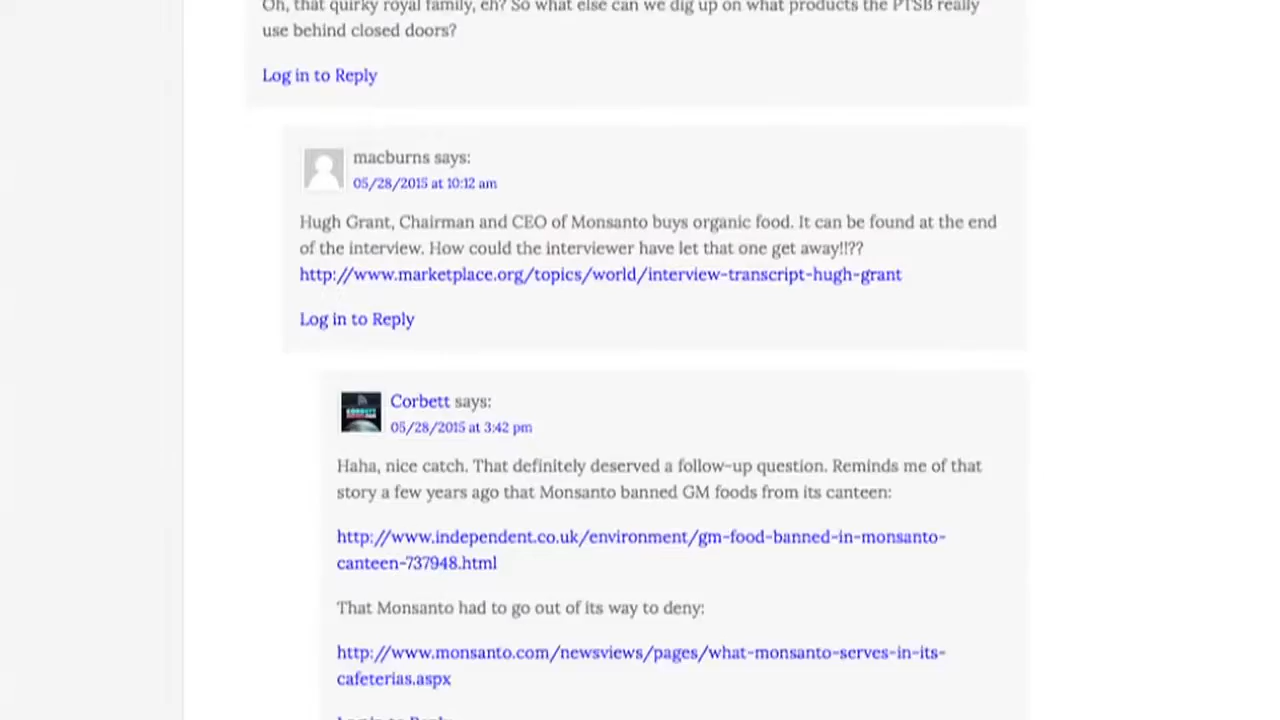 Oh, that quirky royal family, eh? So what else can we dig up on what products the PTSB really
use behind closed doors?
Log in to Reply
macburns says:
05/28/2015 at 10:12 am
Hugh Grant, Chairman and CEO of Monsanto buys organic food. It can be found at the end
of the interview. How could the interviewer have let that one get away!!??
http://www.marketplace.org/topics/world/interview-transcript-hugh-grant
Log in to Reply
Corbett says:
05/28/2015 at 3:42 pm
Haha, nice catch. That definitely deserved a follow-up question. Reminds me of that
story a few years ago that Monsanto banned GM foods from its canteen:
http://www.independent.co.uk/environment/gm-food-banned-in-monsanto-
canteen-737948.html
That Monsanto had to go out of its way to deny:
http://www.monsanto.com/newsviews/pages/what-monsanto-serves-in-its-
cafeterias.aspx
Log in to Reply